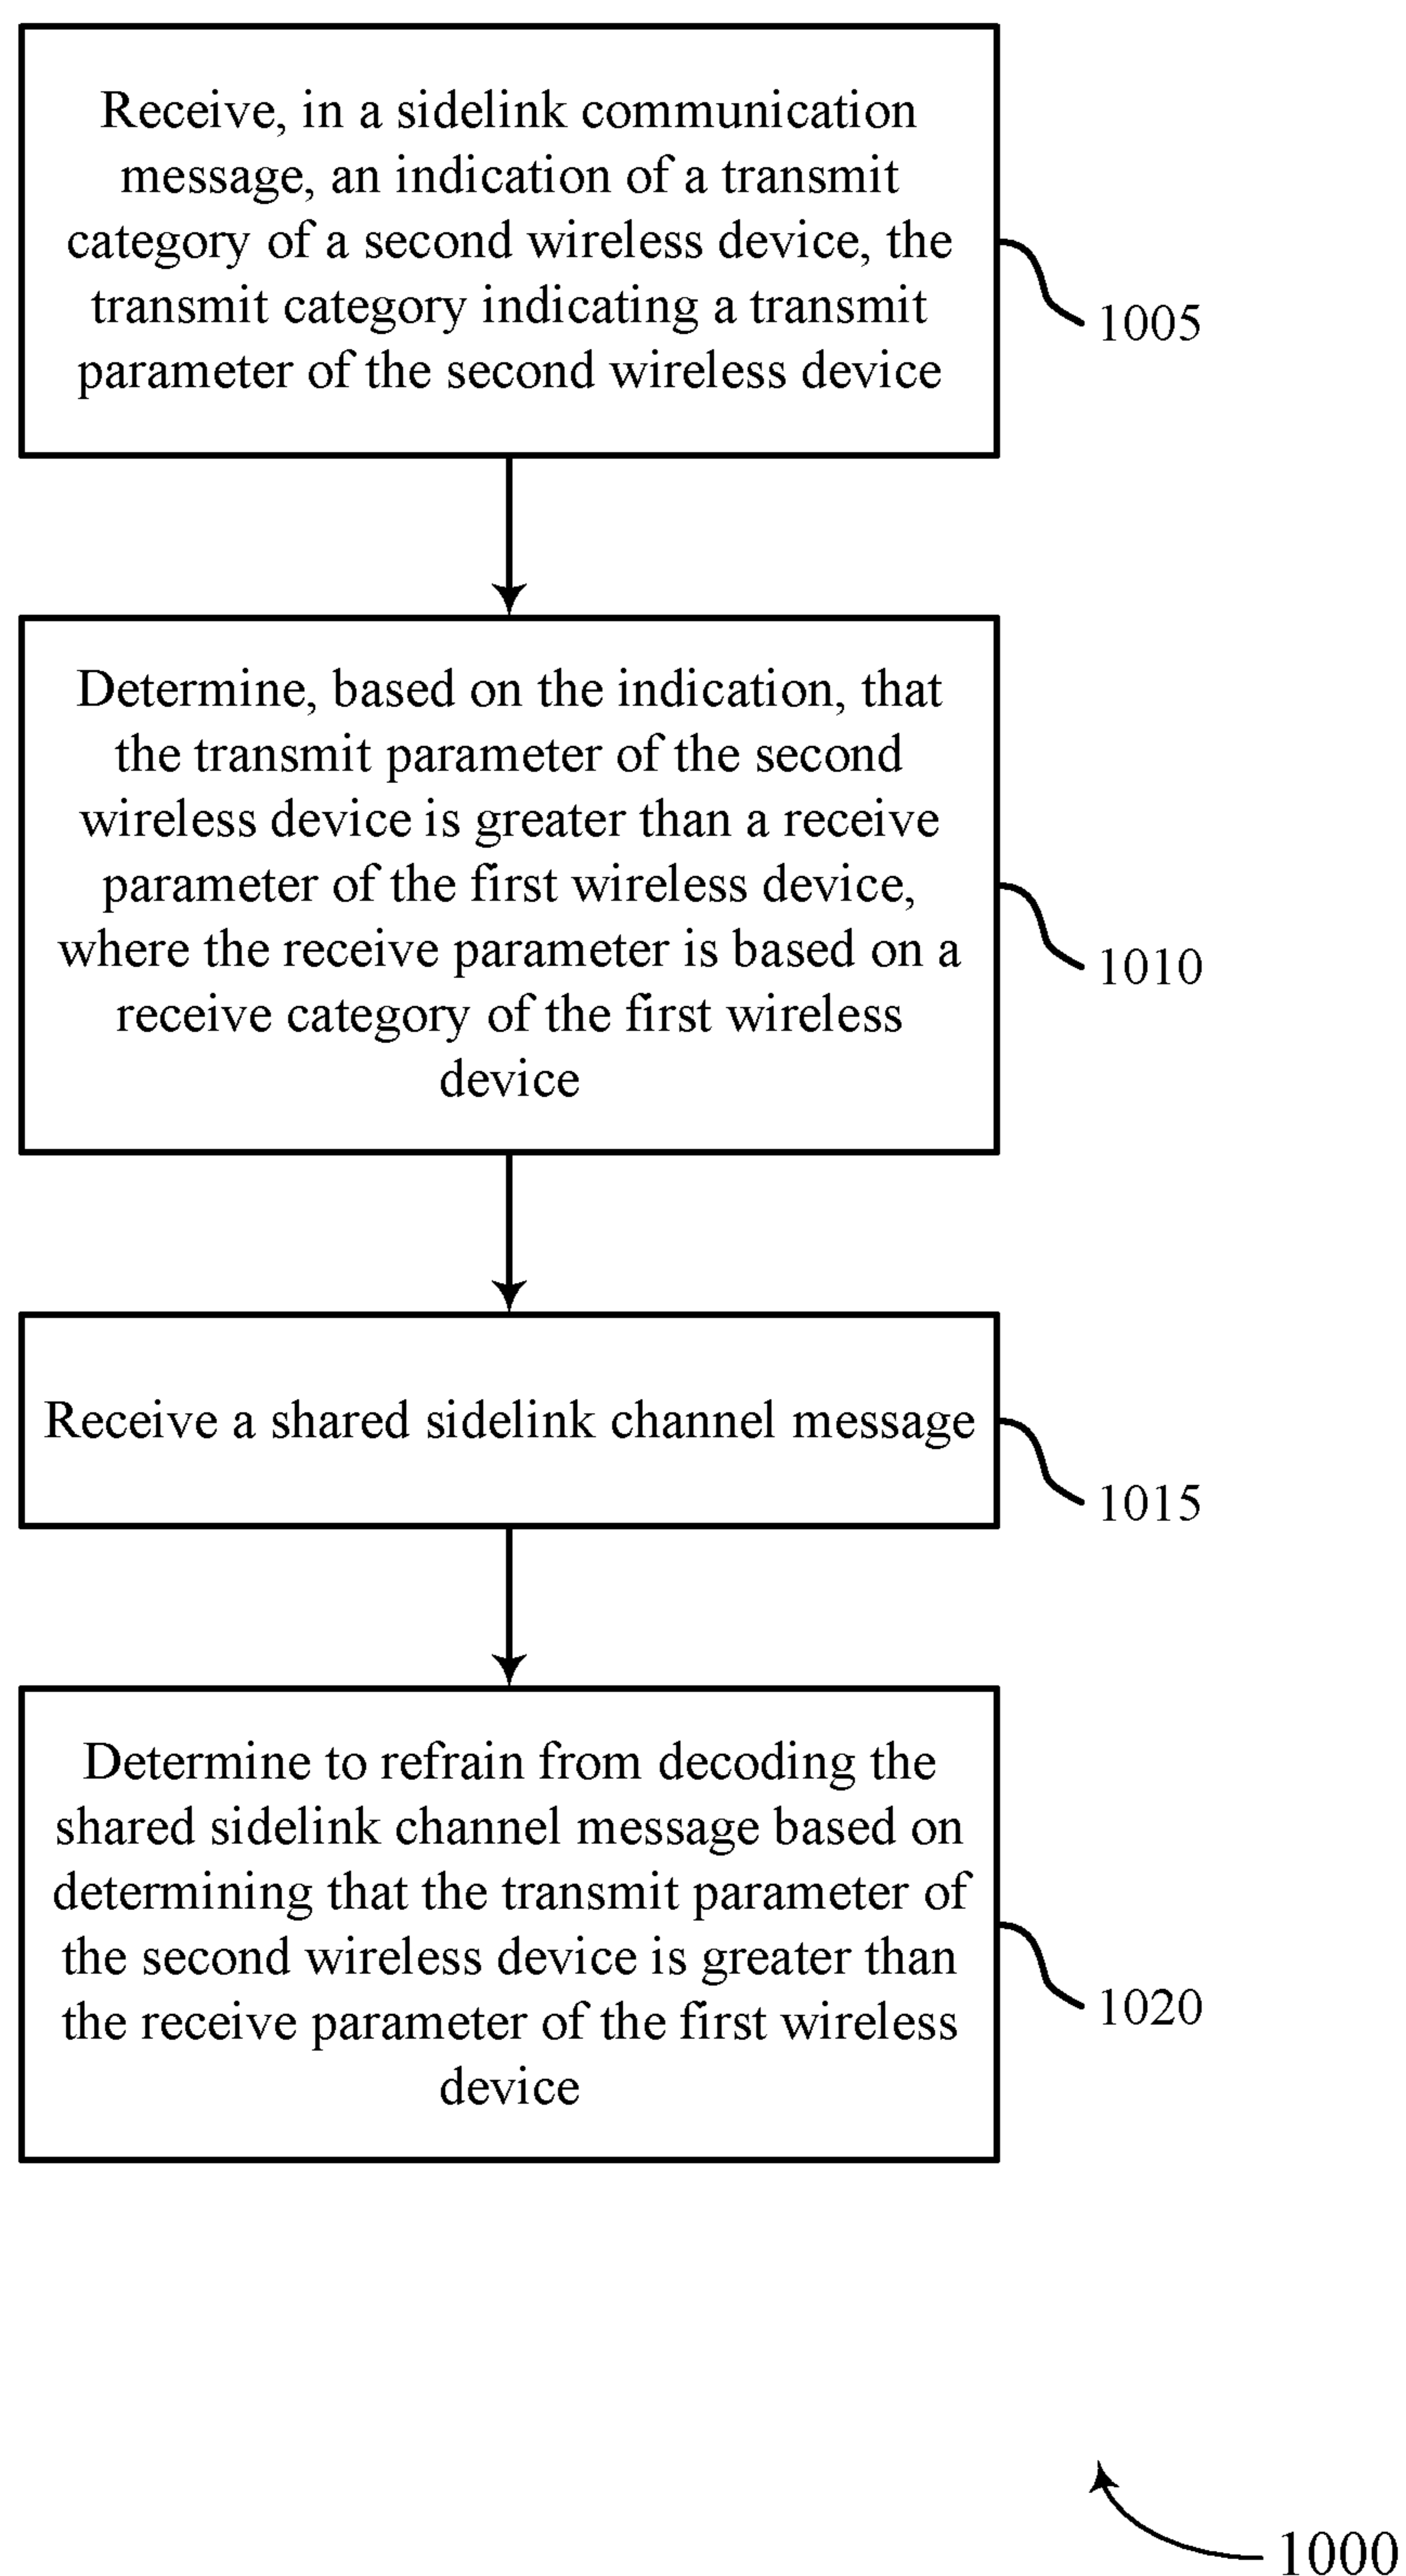 Receive, in a sidelink communication
message, an indication of a transmit
category of a second wireless device, the
transmit category indicating a transmit
parameter of the second wireless device
1005
Determine, based on the indication, that
the transmit parameter of the second
wireless device is greater than a receive
parameter of the first wireless device,
where the receive parameter is based on a
receive category of the first wireless
device
1010
Receive a shared sidelink channel message
1015
Determine to refrain from decoding the
shared sidelink channel message based on
determining that the transmit parameter of
the second wireless device is greater than
the receive parameter of the first wireless
device
1020
1000